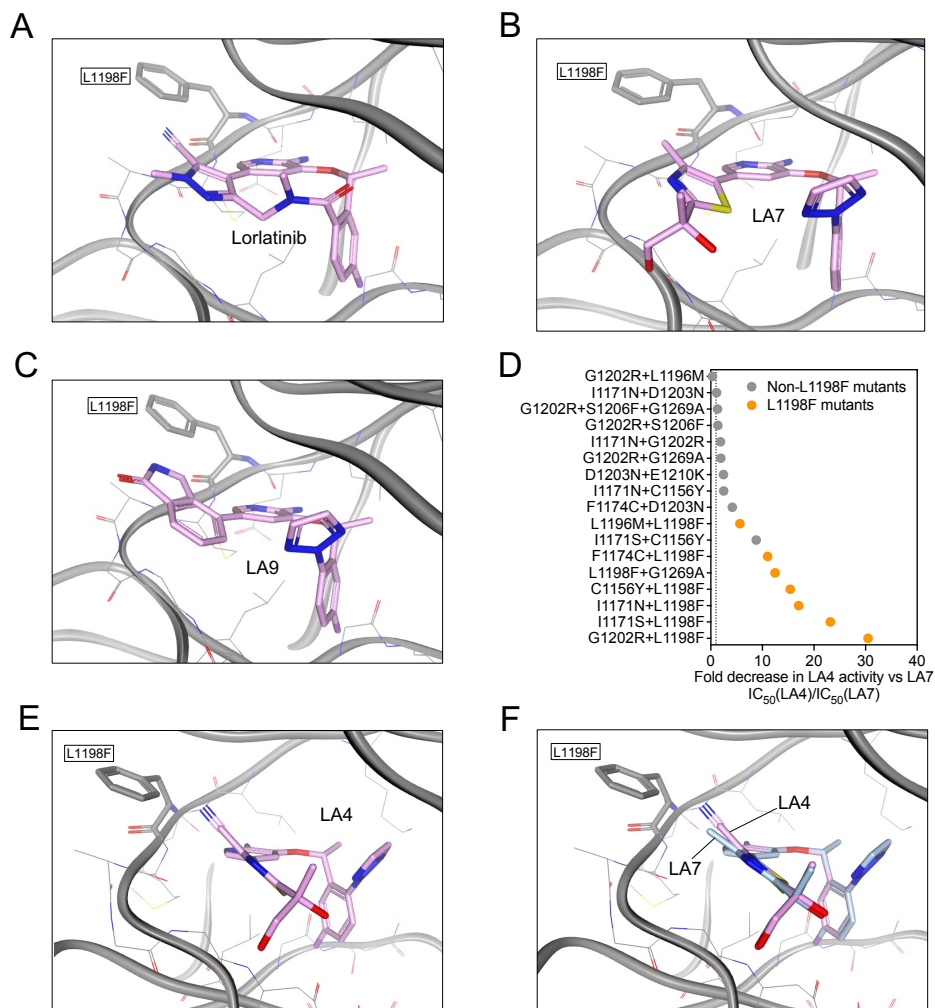 A
L1198F
Lorlatinib
B
L1198F
LA7
C
L1198F
LA9
D
G1202R+L1196M
I1171N+D1203N
G1202R+S1206F+G1269A
G1202R+S1206F
I1171N+G1202R
G1202R+G1269A
D1203N+E1210K
I1171N+C1156Y
F1174C+D1203N
L1196M+L1198F
I1171S+C1156Y
F1174C+L1198F
L1198F+G1269A
C1156Y+L1198F
I1171N+L1198F
I1171S+L1198F
G1202R+L1198F
Non-L1198F mutants
L1198F mutants
0 10 20 30 40
Fold decrease in LA4 activity vs LA7
IC50(LA4)/IC50(LA7)
E
L1198F
LA4
F
L1198F
LA4
LA7